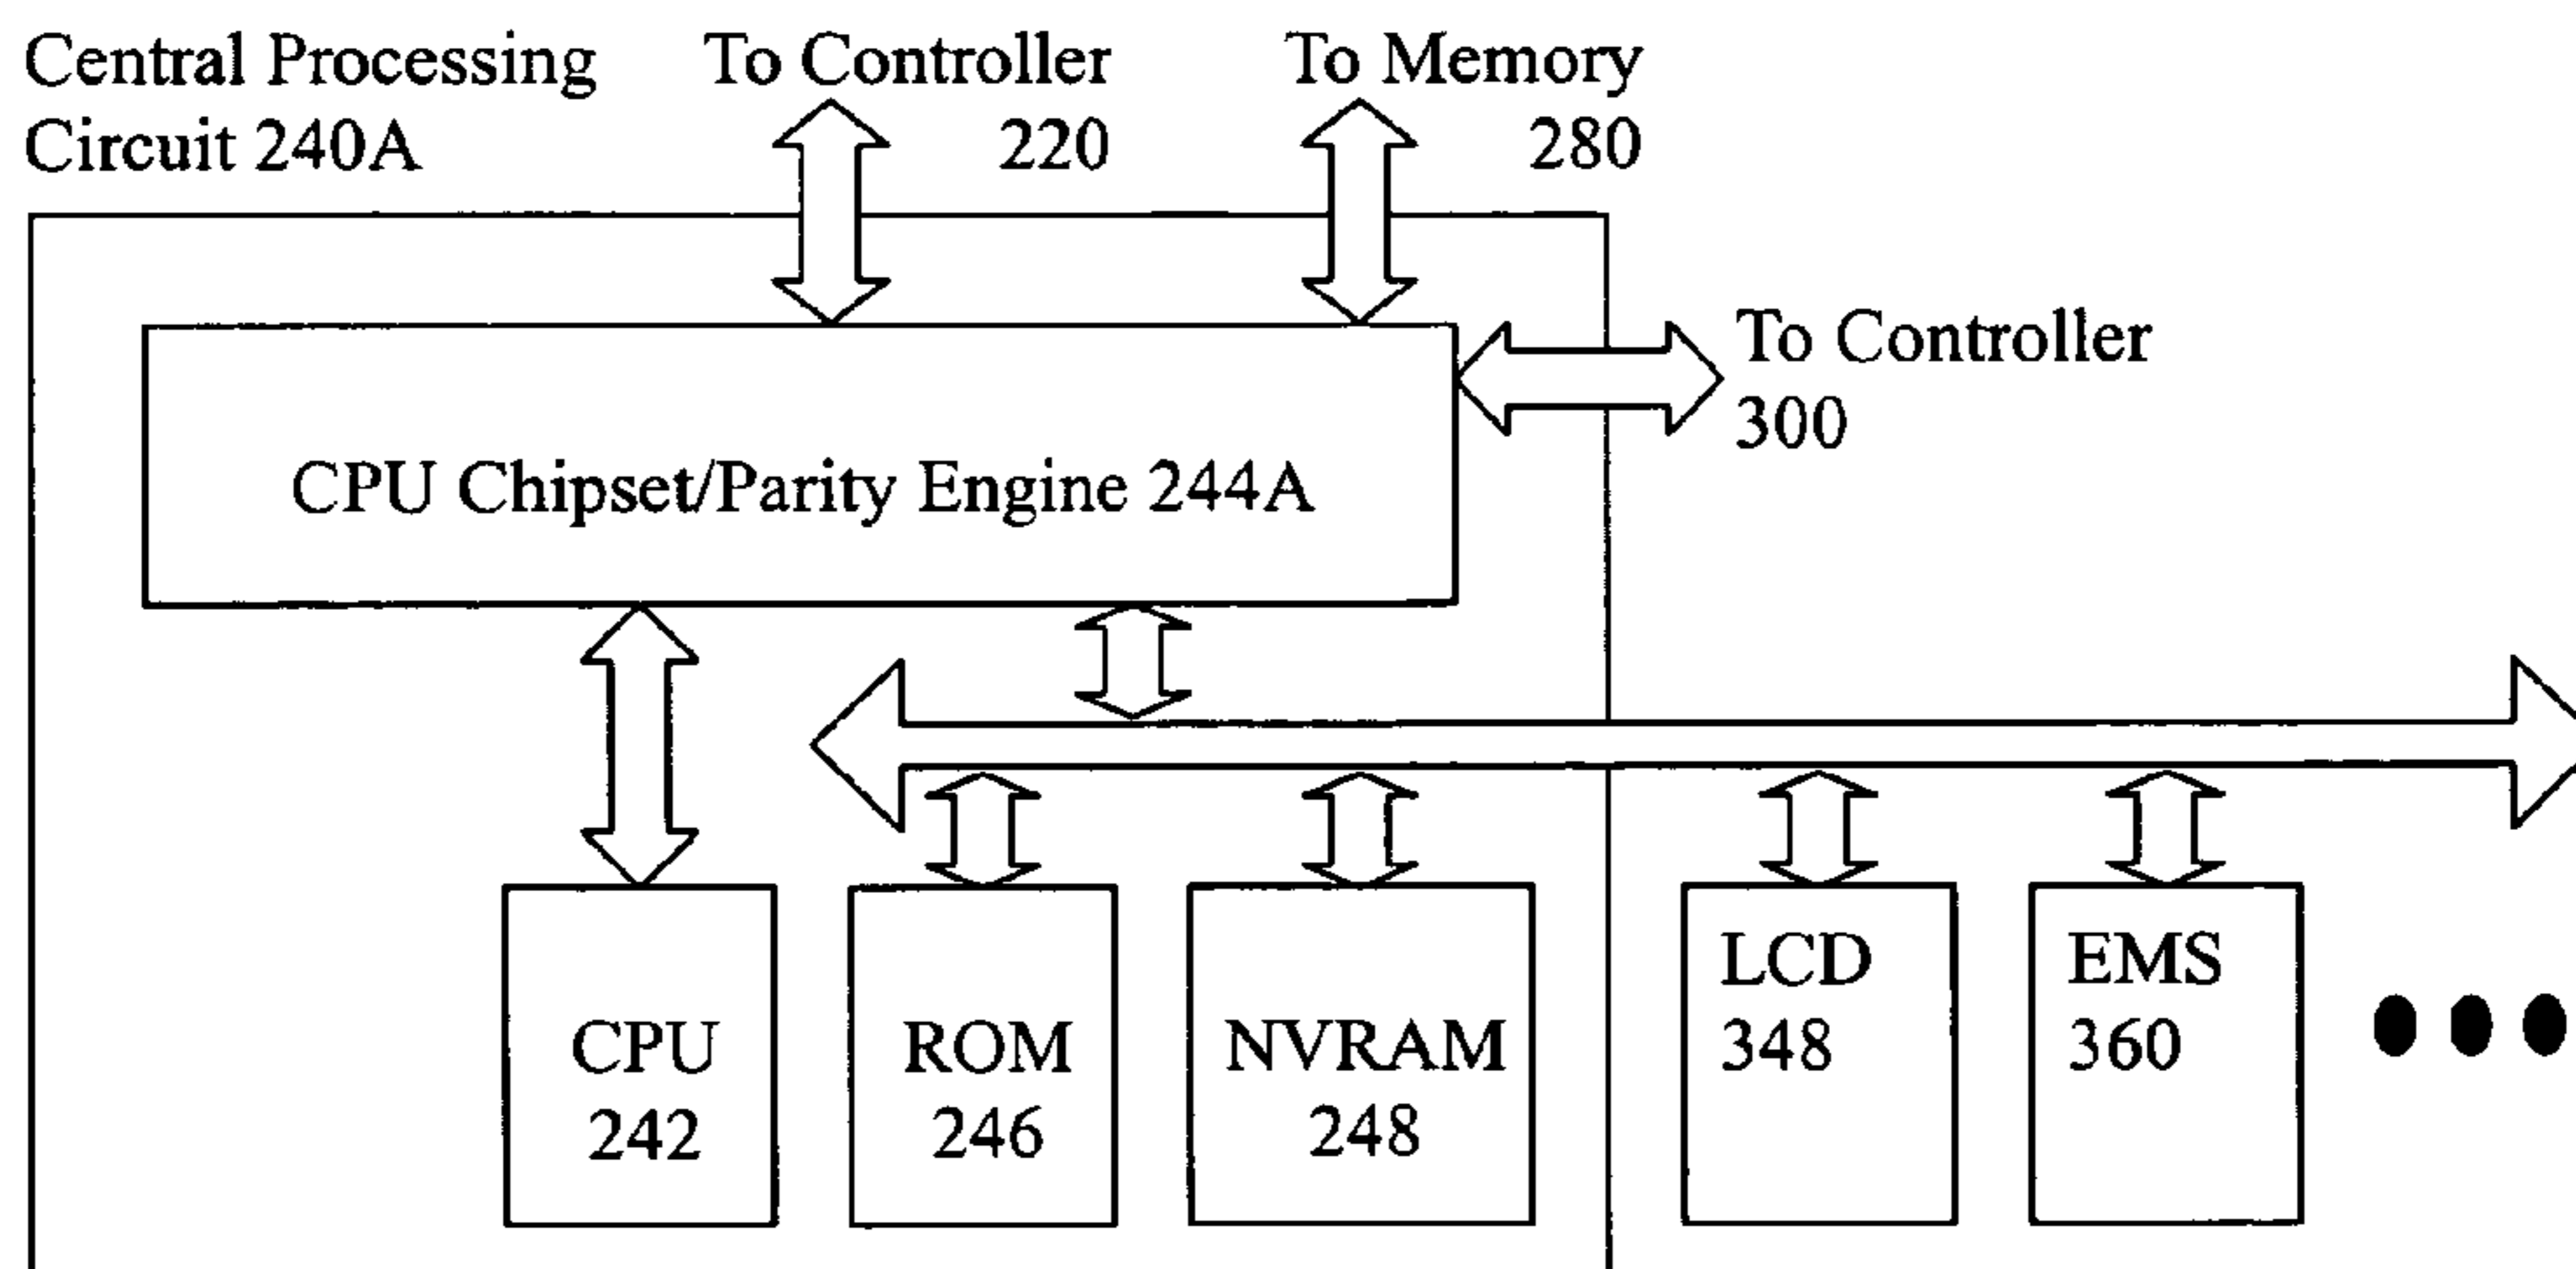 Central Processing
Circuit 240A
To Controller
220
To Memory
280
To Controller
300
CPU Chipset/Parity Engine 244A
CPU
242
ROM
246
NVRAM
248
LCD
348
EMS
360